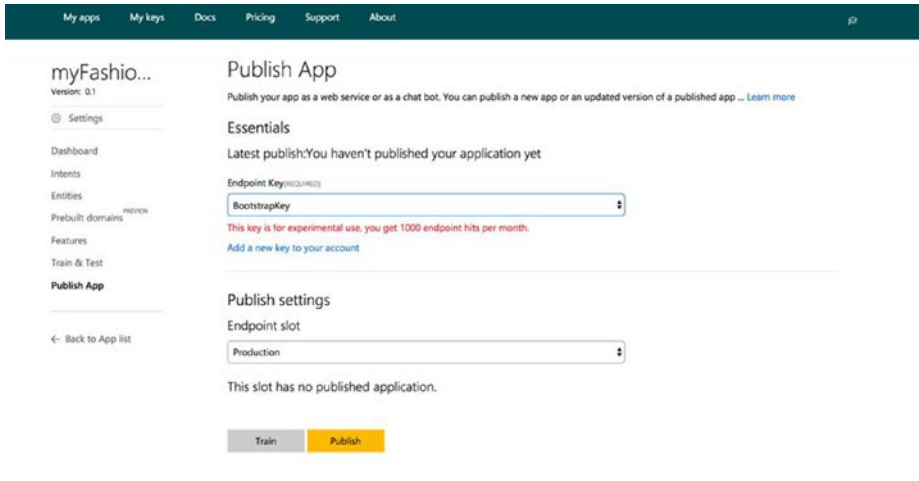 My apps My keys Docs Pricing Support About
myFashio...
Version: 0.1
Settings
Dashboard
Intents
Entities
Prebuilt domains PREVIEW
Features
Train & Test
Publish App
← Back to App list
Publish App
Publish your app as a web service or as a chat bot. You can publish a new app or an updated version of a published app ... Learn more
Essentials
Latest publish:You haven't published your application yet
Endpoint Key(REQUIRED)
BootstrapKey
This key is for experimental use, you get 1000 endpoint hits per month.
Add a new key to your account
Publish settings
Endpoint slot
Production
This slot has no published application.
Train Publish